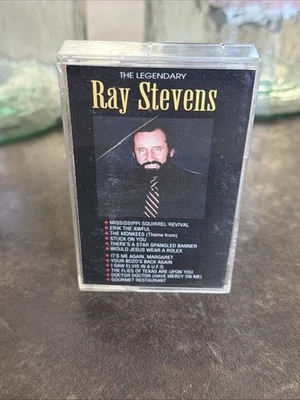 THE LEGENDARY
Ray Stevens
MISSISSIPPI SQUIRREL REVIVAL
ERIK THE AWFUL
THE MONKEES (Theme from)
STUCK ON YOU
THERE'S A STAR SPANGLED BANNER
WOULD JESUS WEAR A ROLEX
IT'S ME AGAIN, MARGARET
YOUR BOZO'S BACK AGAIN
I SAW ELVIS IN A U.F.O.
THE FLIES OF TEXAS ARE UPON YOU
DOCTOR DOCTOR (HAVE MERCY ON ME)
GOURMET RESTAURANT